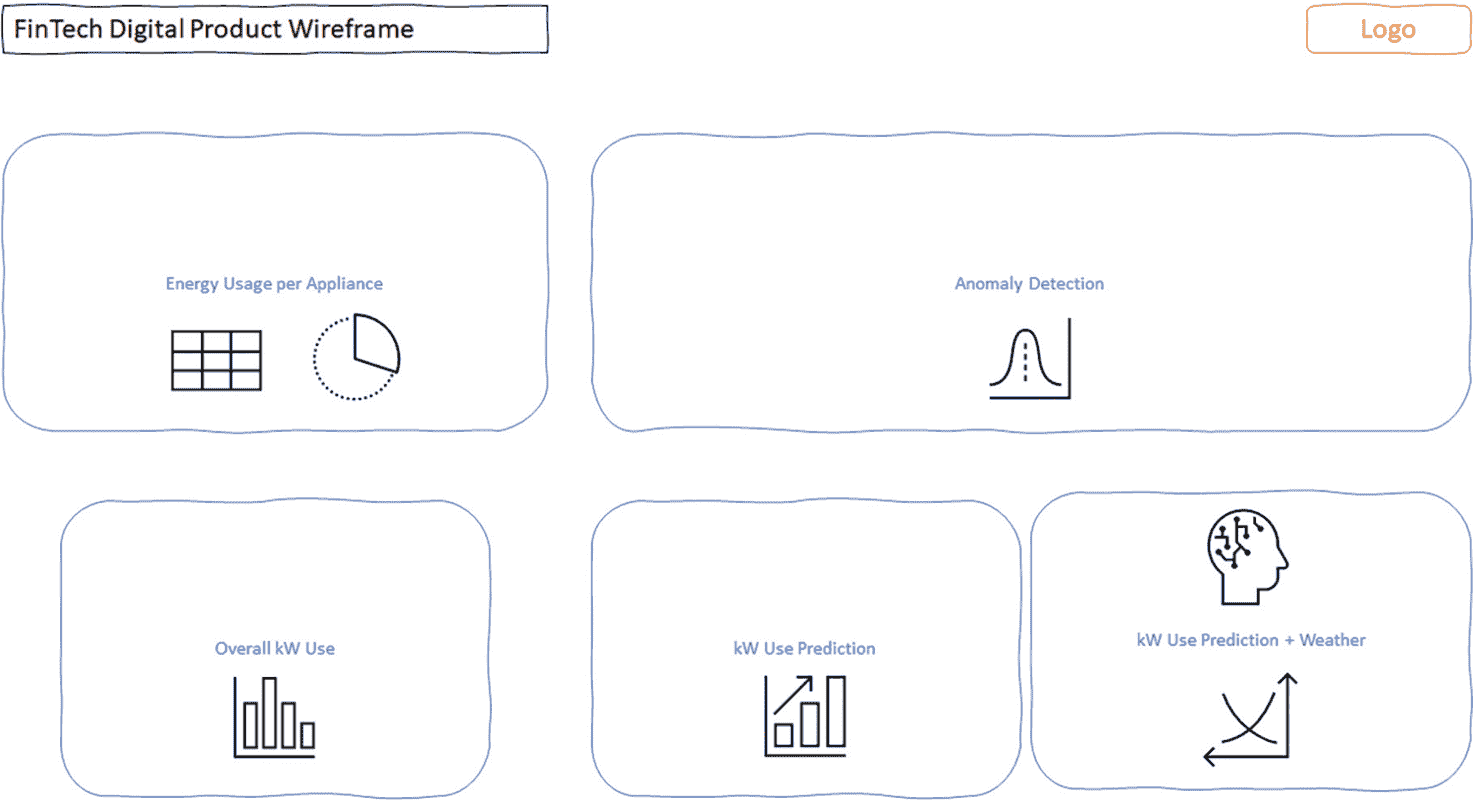 FinTech Digital Product Wireframe
Logo
Energy Usage per Appliance
Anomaly Detection
Overall kW Use
kW Use Prediction
kW Use Prediction + Weather